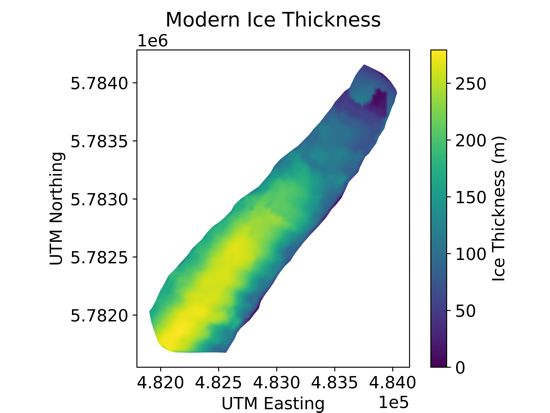 Modern Ice Thickness
1e6
5.7840
5.7835
5.7830
5.7825
5.7820
UTM Northing
4.820 4.825 4.830 4.835 4.840
1e5
UTM Easting
250
200
150
100
50
0
Ice Thickness (m)